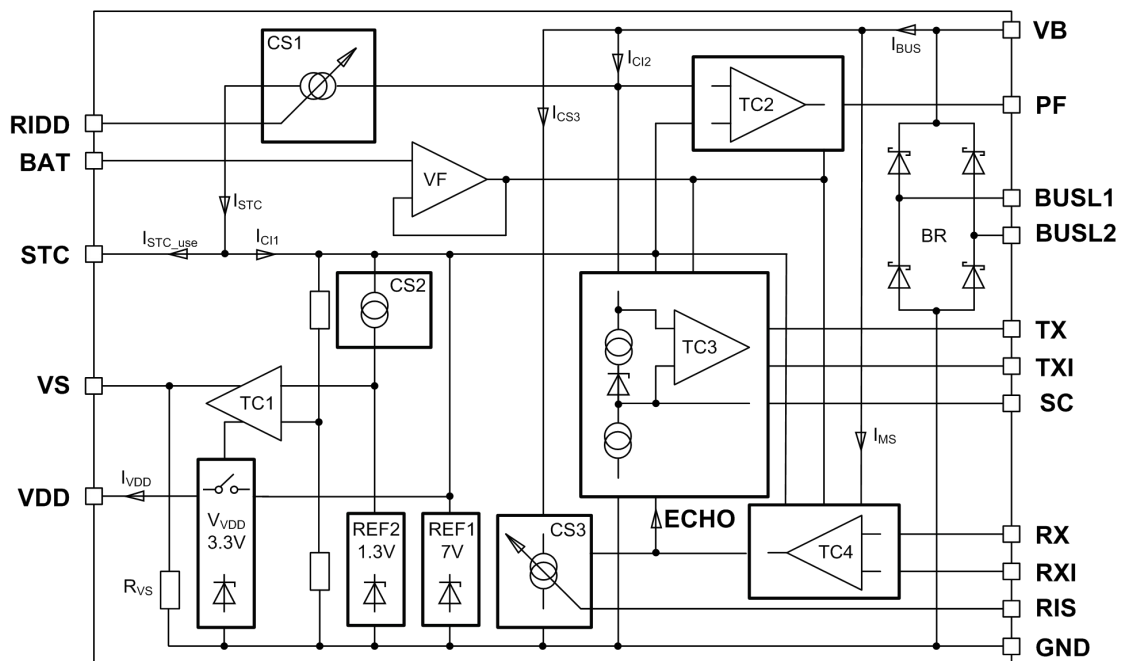 CS1
I_BUS
VB
I_CI2
TC2
PF
RIDD
I_CS3
BAT
VF
I_STC
BUSL1
BR
BUSL2
STC
I_STC_use
I_CI1
CS2
TX
TC3
TXI
VS
TC1
SC
I_MS
VDD
I_VDD
V_VDD
3.3V
REF2
1.3V
REF1
7V
CS3
ECHO
RX
TC4
RXI
R_VS
RIS
GND